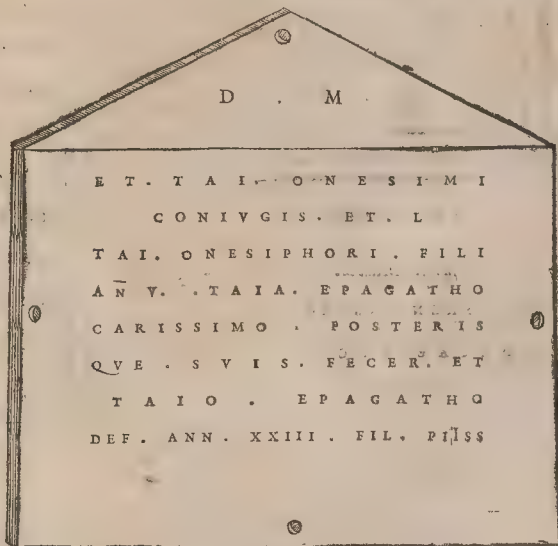 D . M
ET . TAI . ONESIMI
CONIVGIS . ET . L
TAI . ONESIPHORI . FILI
AN̄ V . TAIA . EPAGATHO
CARISSIMO . POSTERIS
QVE . SVIS . FECER . ET
TAIO . EPAGATHO
DEF . ANN . XXIII . FIL . PIISS